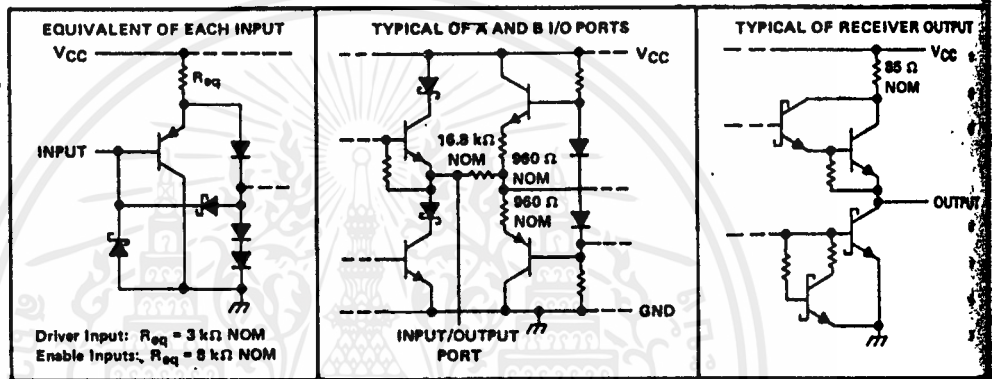 EQUIVALENT OF EACH INPUT
VCC
Req
INPUT
Driver Input: Req = 3 kΩ NOM
Enable Inputs: Req = 8 kΩ NOM
TYPICAL OF A AND B I/O PORTS
VCC
16.8 kΩ
NOM
960 Ω
NOM
960 Ω
NOM
GND
INPUT/OUTPUT
PORT
TYPICAL OF RECEIVER OUTPUT
VCC
85 Ω
NOM
OUTPUT